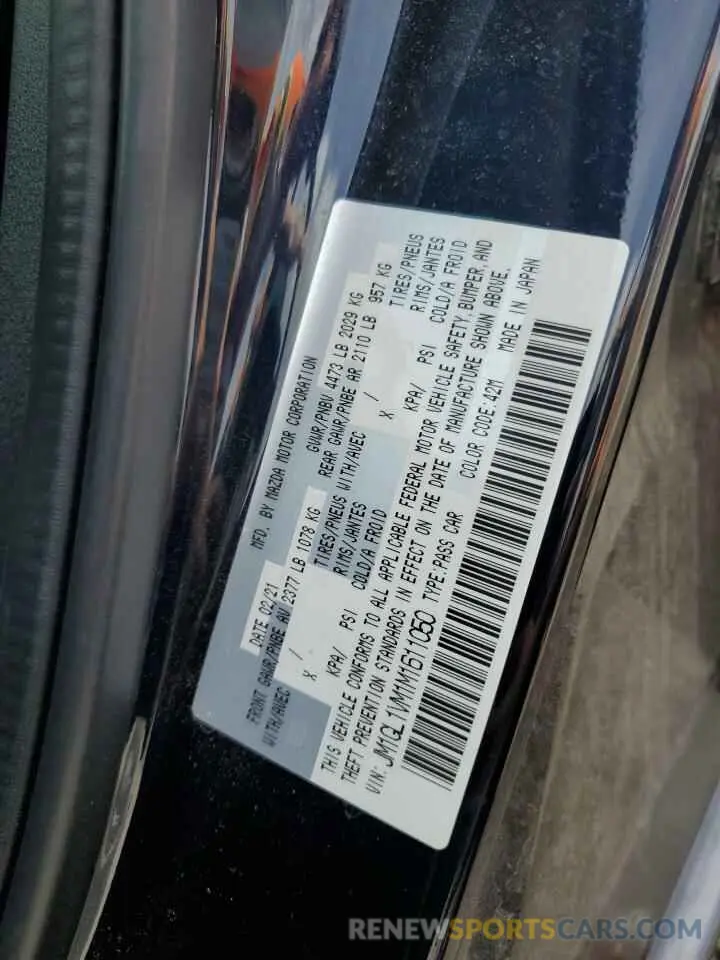 MFD. BY MAZDA MOTOR CORPORATION
DATE 02/21 GVWR/PNBV 4473 LB 2029 KG
FRONT GAWR/PNBE AV 2377 LB 1078 KG REAR GAWR/PNBE AR 2110 LB 957 KG
WITH/AVEC TIRES/PNEUS WITH/AVEC TIRES/PNEUS
X / RIMS/JANTES X / RIMS/JANTES
KPA/ PSI COLD/A FROID KPA/ PSI COLD/A FROID
THIS VEHICLE CONFORMS TO ALL APPLICABLE FEDERAL MOTOR VEHICLE SAFETY, BUMPER, AND
THEFT PREVENTION STANDARDS IN EFFECT ON THE DATE OF MANUFACTURE SHOWN ABOVE.
VIN: JM1GL1VM1M1611050 TYPE:PASS CAR COLOR CODE:42M MADE IN JAPAN
RENEWSPORTSCARS.COM